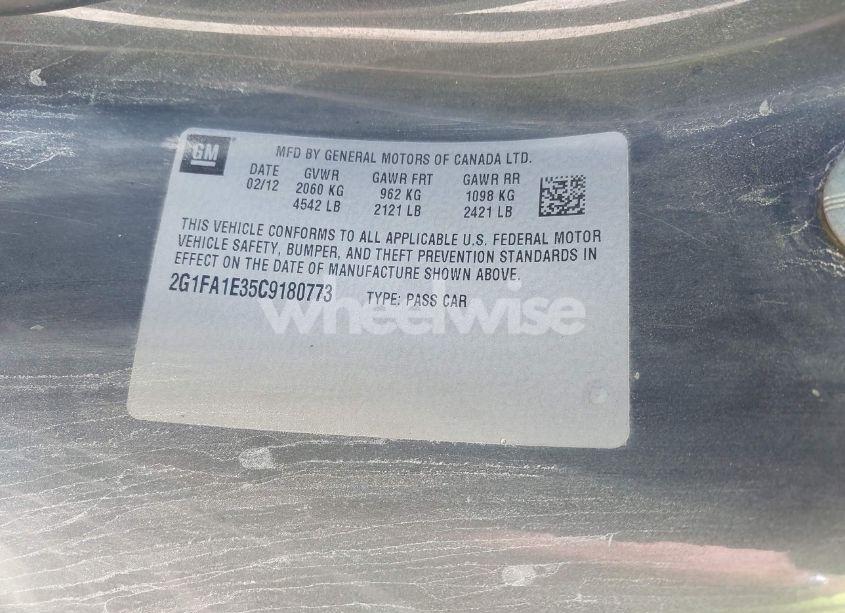 GM
MFD BY GENERAL MOTORS OF CANADA LTD.
DATE GVWR GAWR FRT GAWR RR
02/12 2060 KG 962 KG 1098 KG
4542 LB 2121 LB 2421 LB
THIS VEHICLE CONFORMS TO ALL APPLICABLE U.S. FEDERAL MOTOR
VEHICLE SAFETY, BUMPER, AND THEFT PREVENTION STANDARDS IN
EFFECT ON THE DATE OF MANUFACTURE SHOWN ABOVE.
2G1FA1E35C9180773 TYPE: PASS CAR
wheelwise